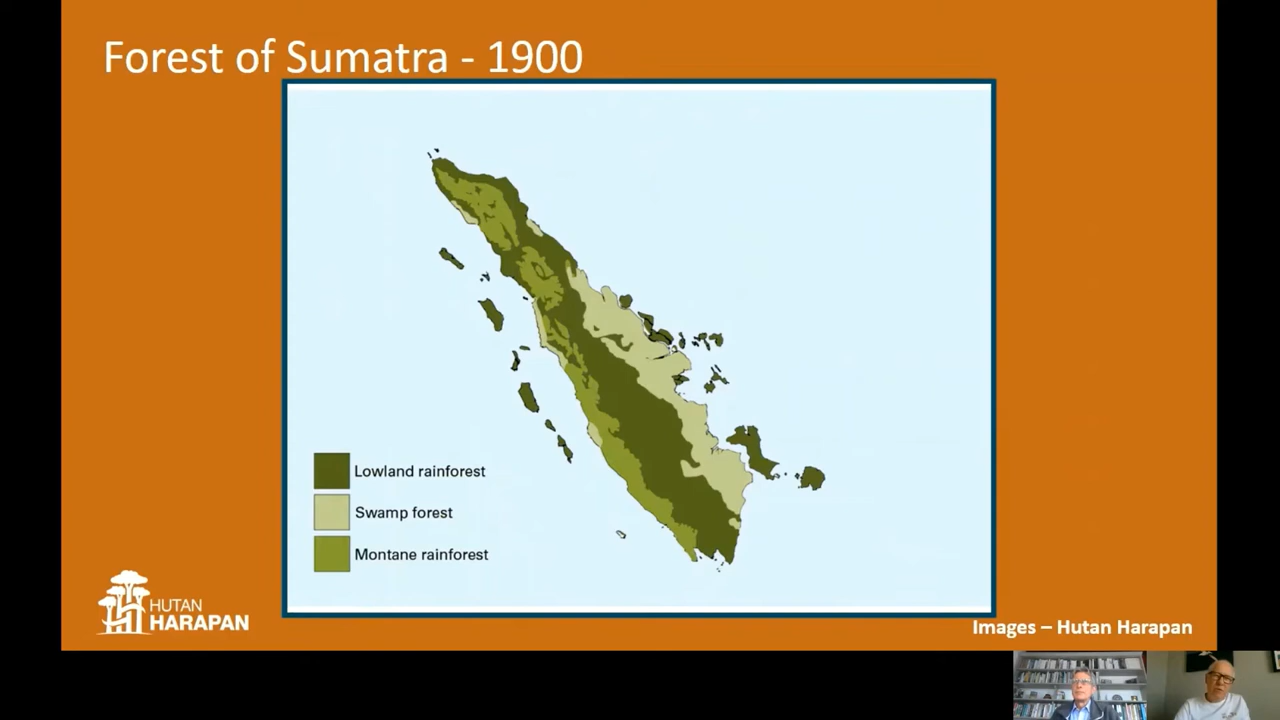 Forest of Sumatra - 1900
Lowland rainforest
Swamp forest
Montane rainforest
HUTAN
HARAPAN
Images – Hutan Harapan